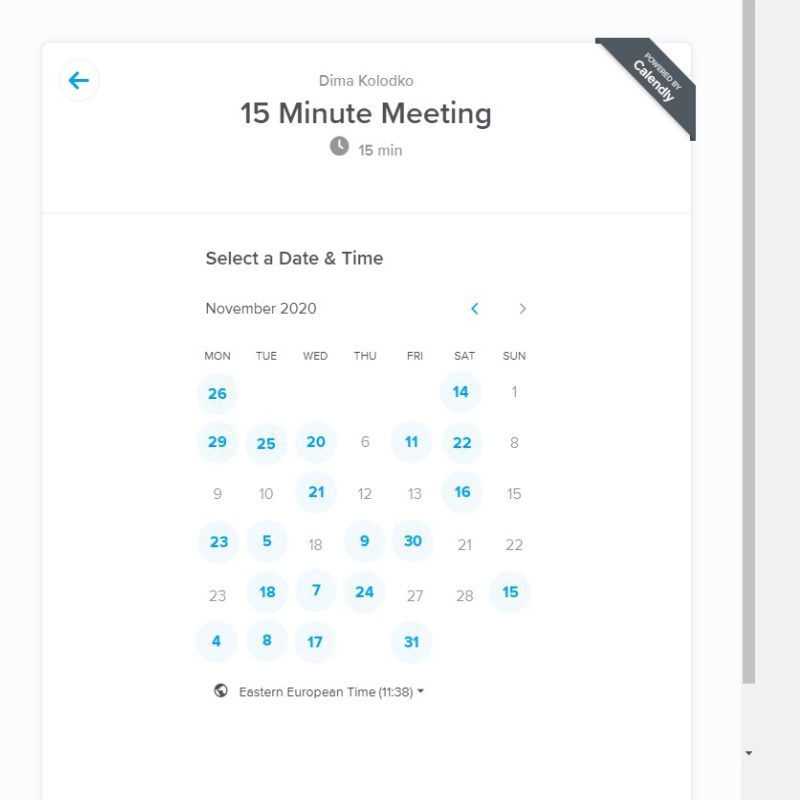 POWERED BY
Calendly
Dima Kolodko
15 Minute Meeting
15 min
Select a Date & Time
November 2020
MON TUE WED THU FRI SAT SUN
26 14 1
29 25 20 6 11 22 8
9 10 21 12 13 16 15
23 5 18 9 30 21 22
23 18 7 24 27 28 15
4 8 17 31
Eastern European Time (11:38)